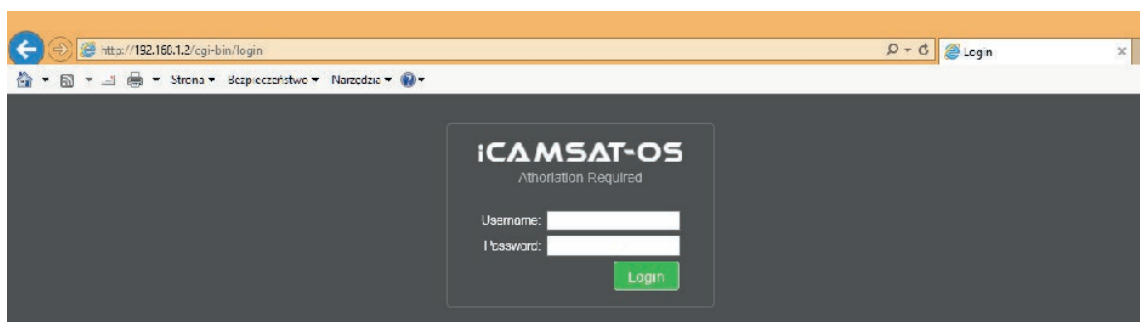 http://192.168.1.2/cgi-bin/login
Login
Strona Bezpieczeństwo Narzędzia
iCAMSAT-OS
Athoriation Required
Username:
Password:
Login